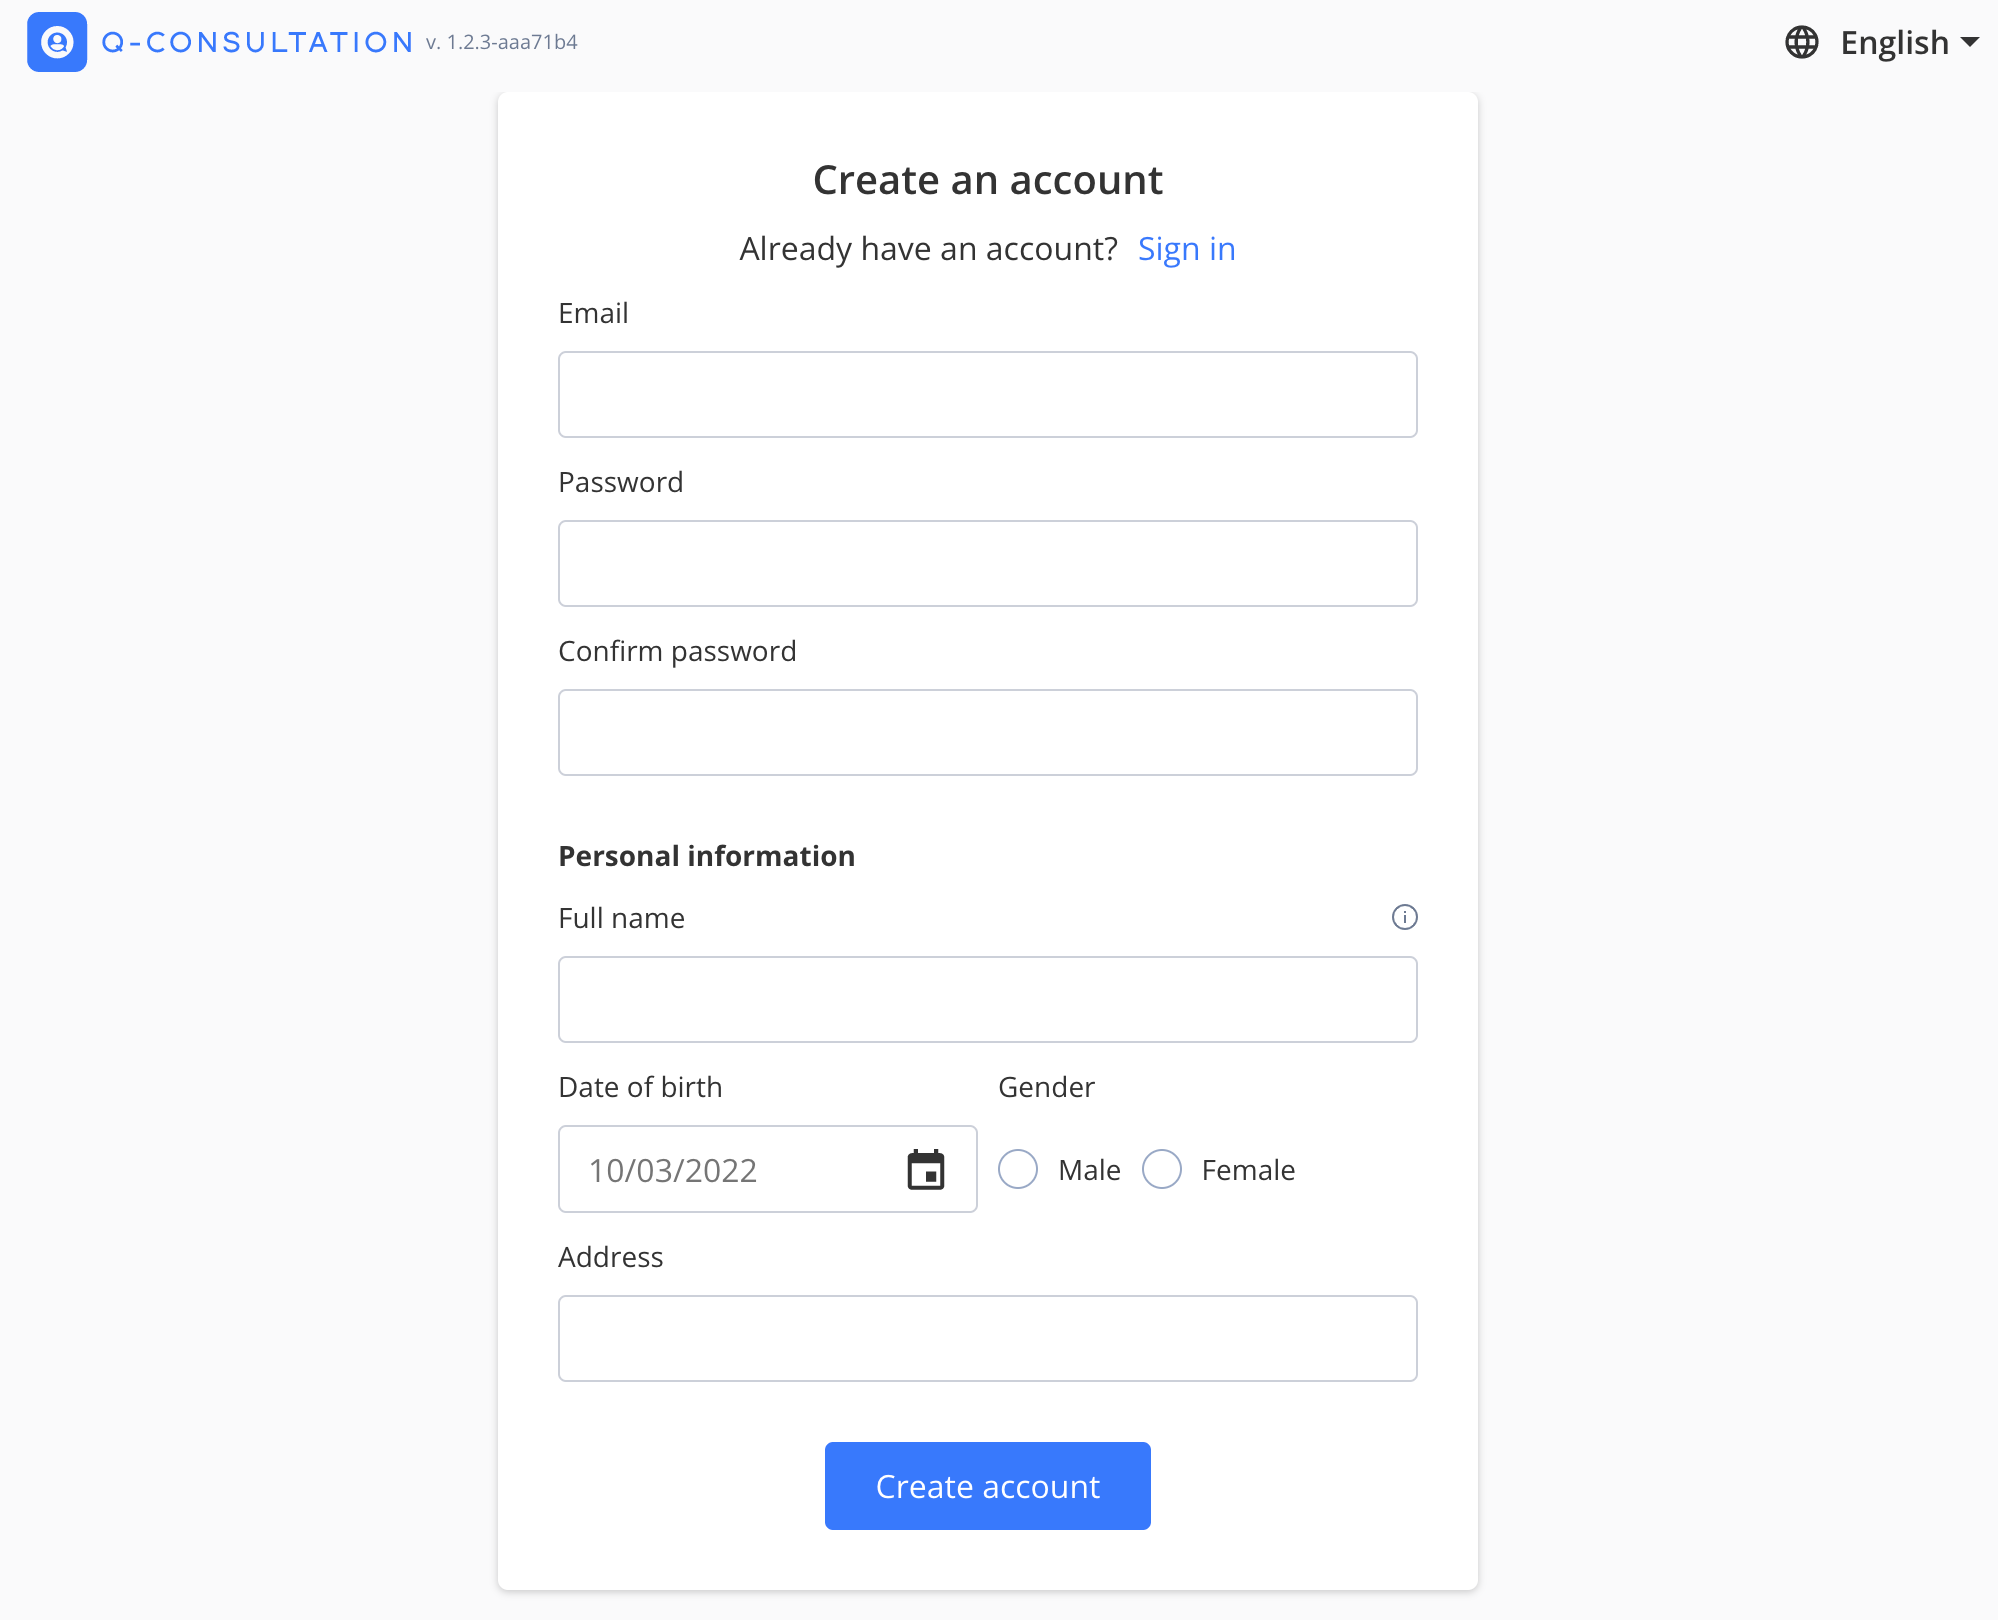 Q-CONSULTATION v. 1.2.3-aaa71b4
English
Create an account
Already have an account? Sign in
Email
Password
Confirm password
Personal information
Full name
Date of birth
Gender
10/03/2022
Male
Female
Address
Create account